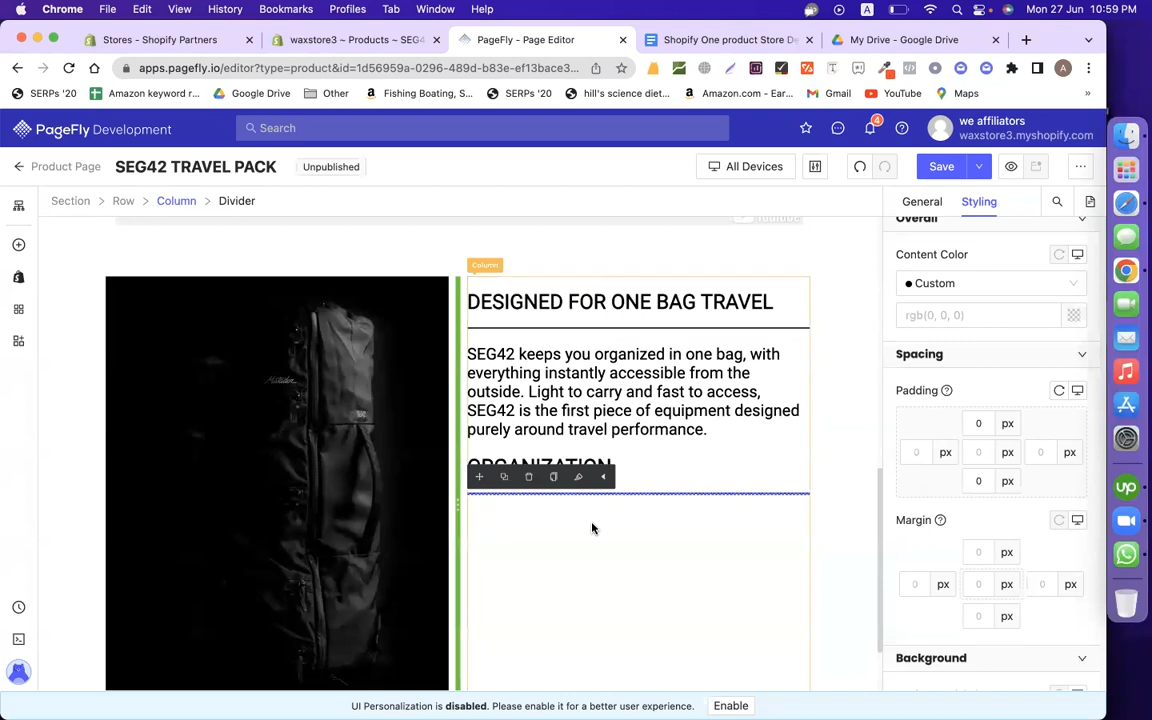 Chrome File Edit View History Bookmarks Profiles Tab Window Help A Mon 27 Jun 10:59 PM
Stores - Shopify Partners
waxstore3 ~ Products ~ SEG4
PageFly - Page Editor
Shopify One product Store De
My Drive - Google Drive
apps.pagefly.io/editor?type=product&id=1d56959a-0296-489d-b83e-ef13bace3...
A
SERPs '20 Amazon keyword r... Google Drive Other Fishing Boating, S... SERPs '20 hill's science diet... Amazon.com - Ear... Gmail YouTube Maps »
PageFly Development
Search
4
we affiliators
waxstore3.myshopify.com
Product Page
SEG42 TRAVEL PACK
Unpublished
All Devices
Save
Section > Row > Column > Divider
General Styling
Overall
Content Color
Custom
rgb(0, 0, 0)
Spacing
Padding
0 px
0 px 0 px 0 px
0 px
Margin
0 px
0 px 0 px 0 px
0 px
Background
Youtube
Column
DESIGNED FOR ONE BAG TRAVEL
SEG42 keeps you organized in one bag, with
everything instantly accessible from the
outside. Light to carry and fast to access,
SEG42 is the first piece of equipment designed
purely around travel performance.
ORGANIZATION
up
UI Personalization is disabled. Please enable it for a better user experience.
Enable